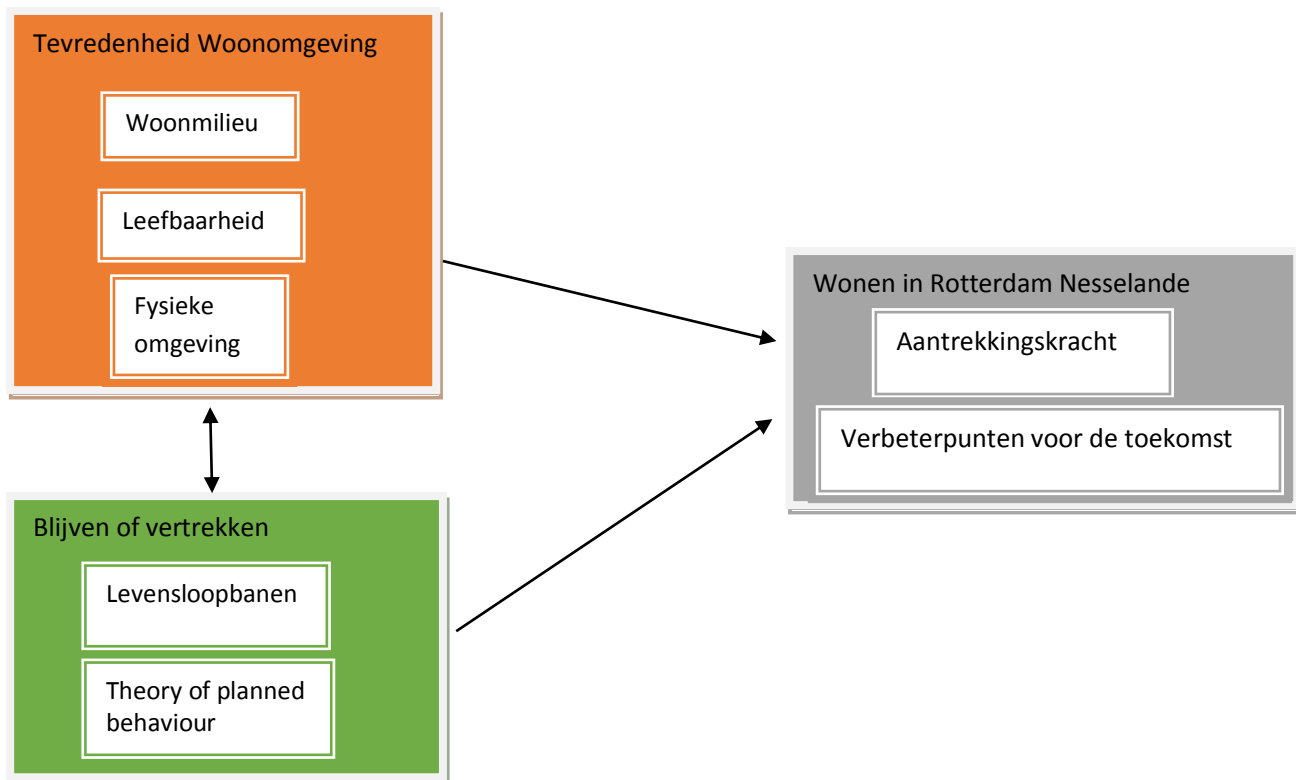 Tevredenheid Woonomgeving
Woonmilieu
Leefbaarheid
Fysieke
omgeving
Blijven of vertrekken
Levensloopbanen
Theory of planned
behaviour
Wonen in Rotterdam Nesselande
Aantrekkingskracht
Verbeterpunten voor de toekomst